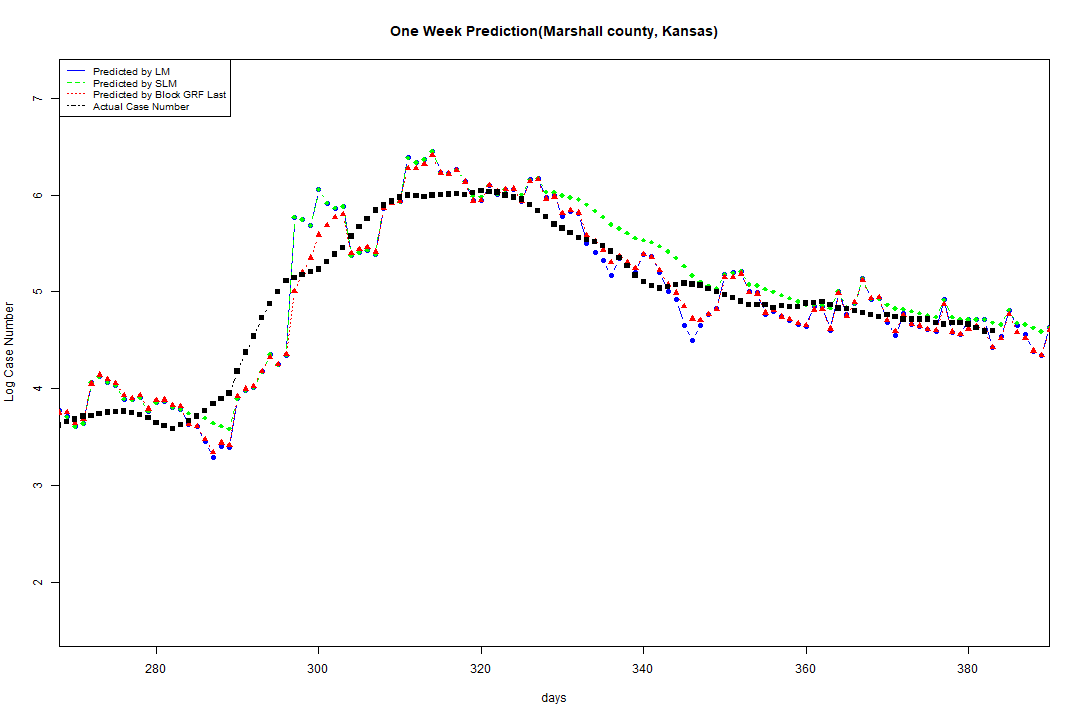 One Week Prediction(Marshall county, Kansas)
Predicted by LM
Predicted by SLM
Predicted by Block GRF Last
Actual Case Number
7
6
5
4
3
2
Log Case Number
280 300 320 340 360 380
days